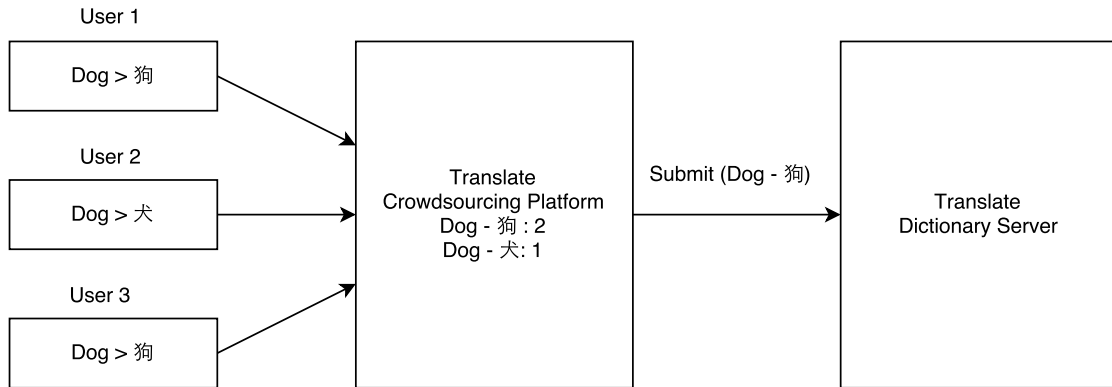 User 1
Dog > 狗
User 2
Dog > 犬
User 3
Dog > 狗
Translate
Crowdsourcing Platform
Dog - 狗 : 2
Dog - 犬: 1
Submit (Dog - 狗)
Translate
Dictionary Server